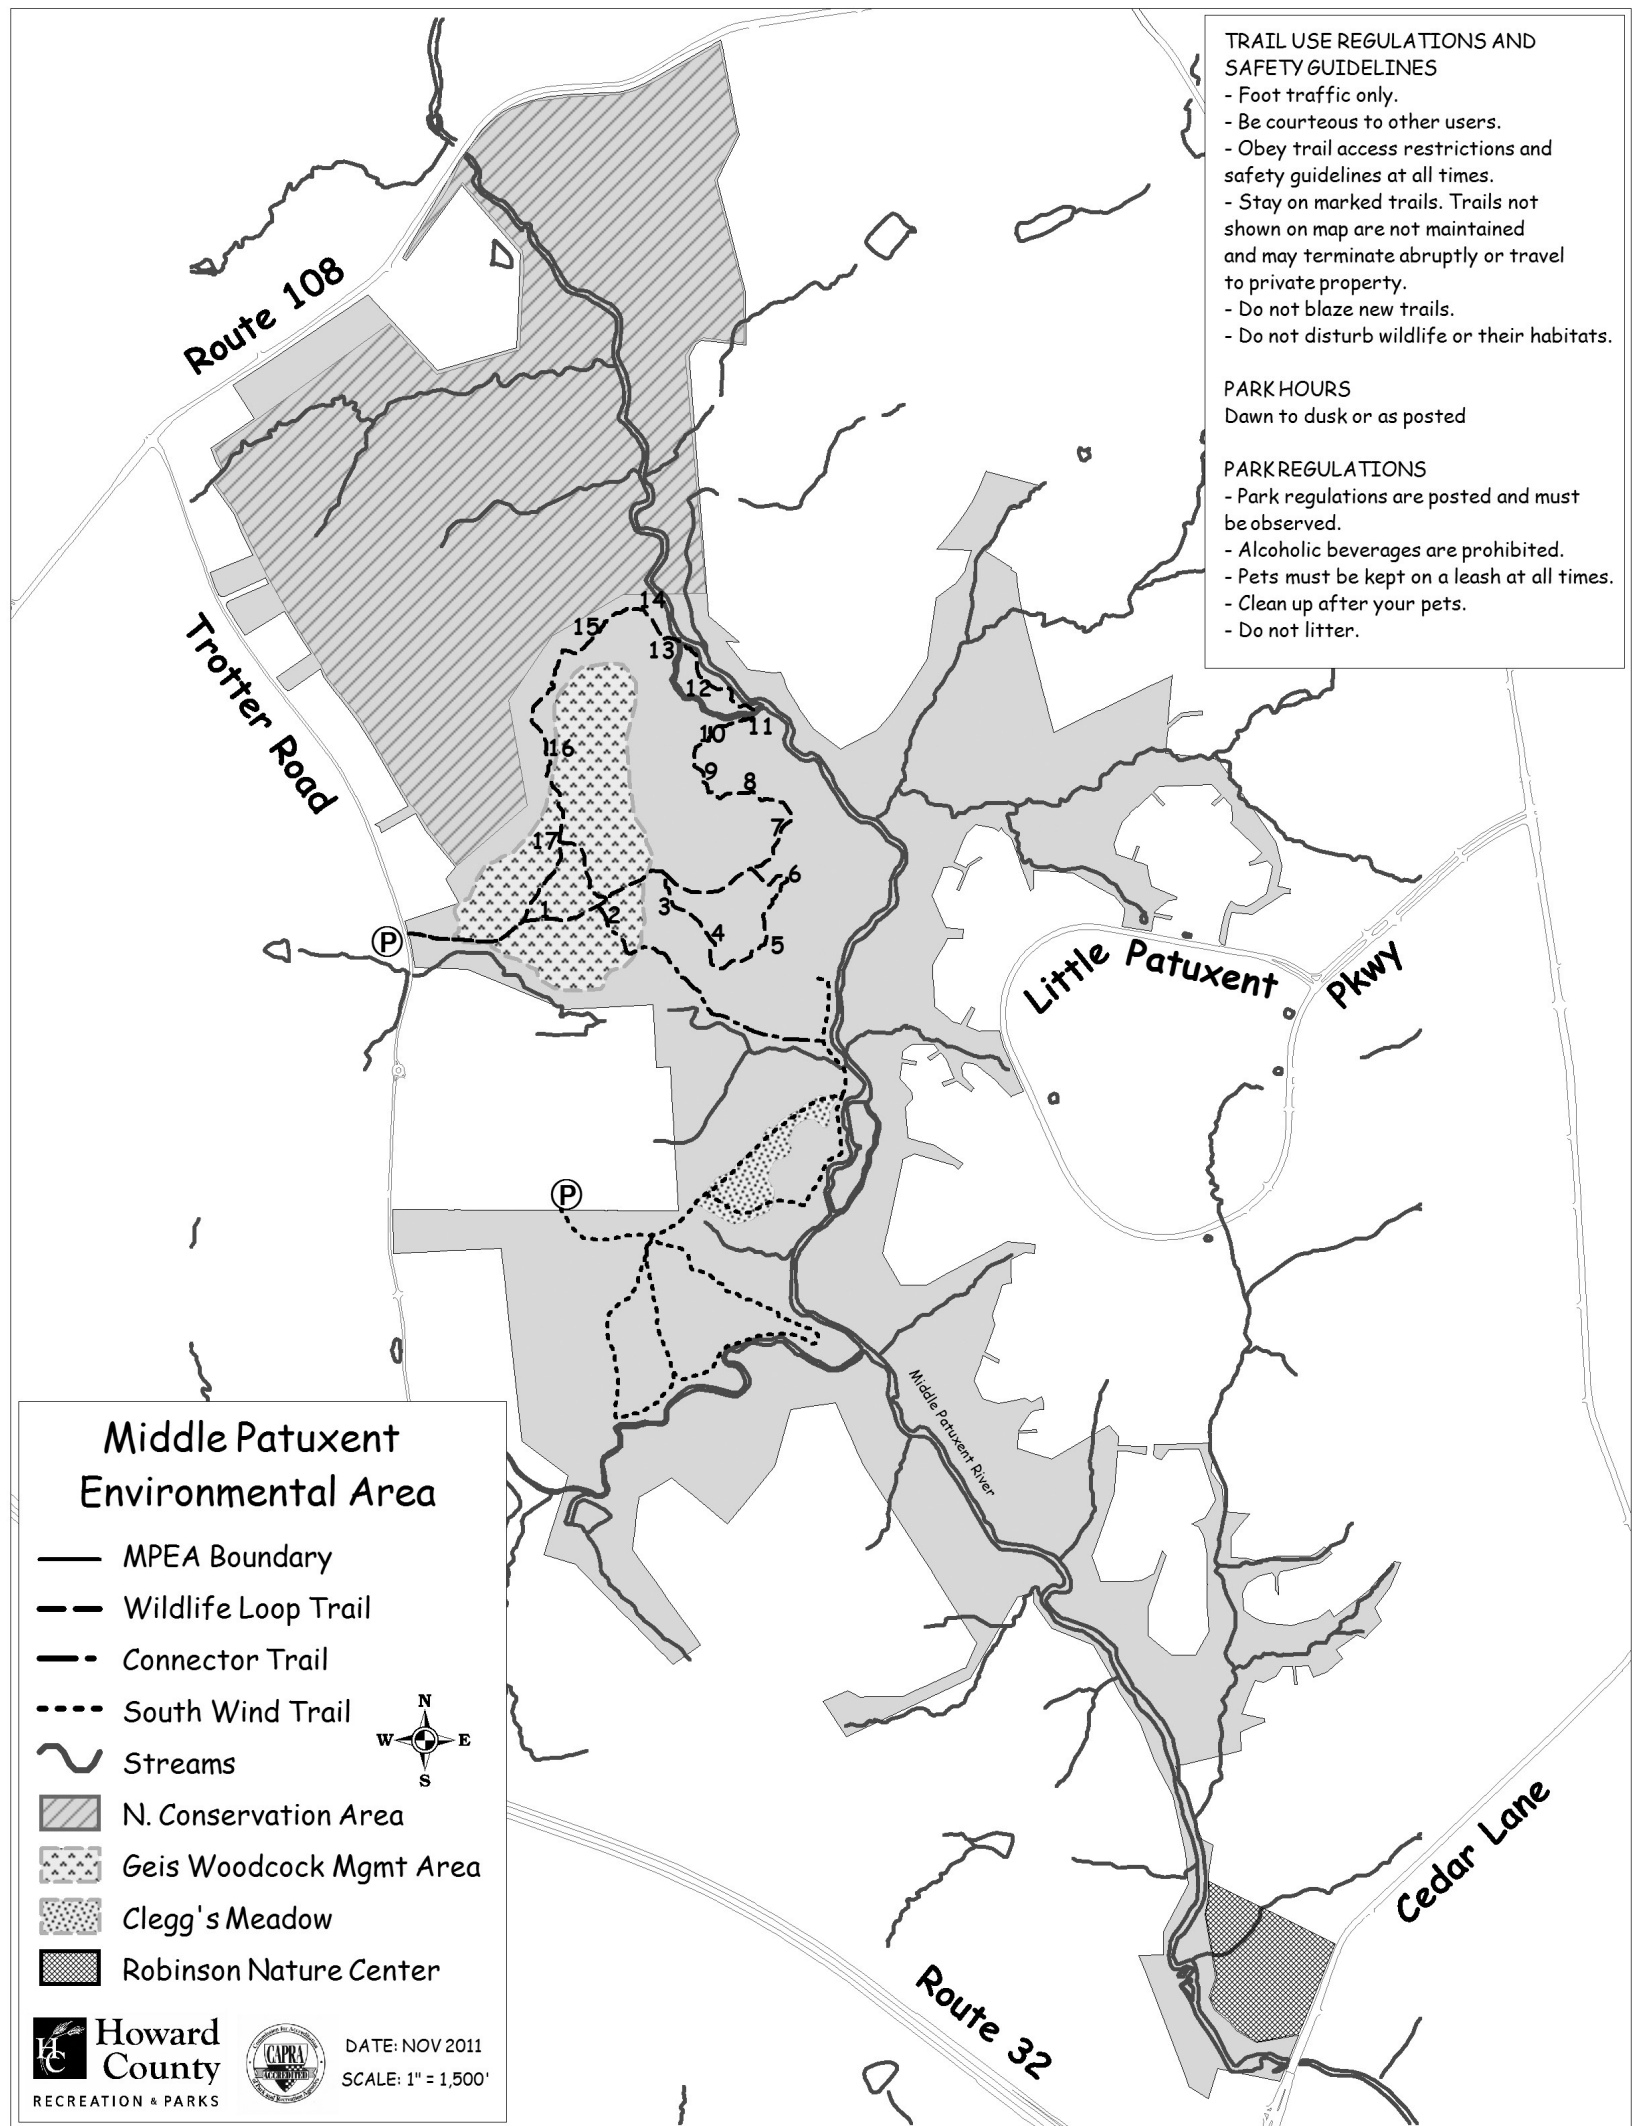 TRAIL USE REGULATIONS AND
SAFETY GUIDELINES
- Foot traffic only.
- Be courteous to other users.
- Obey trail access restrictions and
safety guidelines at all times.
- Stay on marked trails. Trails not
shown on map are not maintained
and may terminate abruptly or travel
to private property.
- Do not blaze new trails.
- Do not disturb wildlife or their habitats.
PARK HOURS
Dawn to dusk or as posted
PARK REGULATIONS
- Park regulations are posted and must
be observed.
- Alcoholic beverages are prohibited.
- Pets must be kept on a leash at all times.
- Clean up after your pets.
- Do not litter.
Route 108
Trotter Road
14
15
13
12
11
10
16
9
8
7
17
6
3
1
2
4
5
P
Little Patuxent Pkwy
P
Middle Patuxent River
Middle Patuxent
Environmental Area
MPEA Boundary
Wildlife Loop Trail
Connector Trail
South Wind Trail
Streams
N. Conservation Area
Geis Woodcock Mgmt Area
Clegg's Meadow
Robinson Nature Center
N
W E
S
HC
Howard
County
RECREATION & PARKS
CAPRA
ACCREDITED
DATE: NOV 2011
SCALE: 1" = 1,500'
Cedar Lane
Route 32